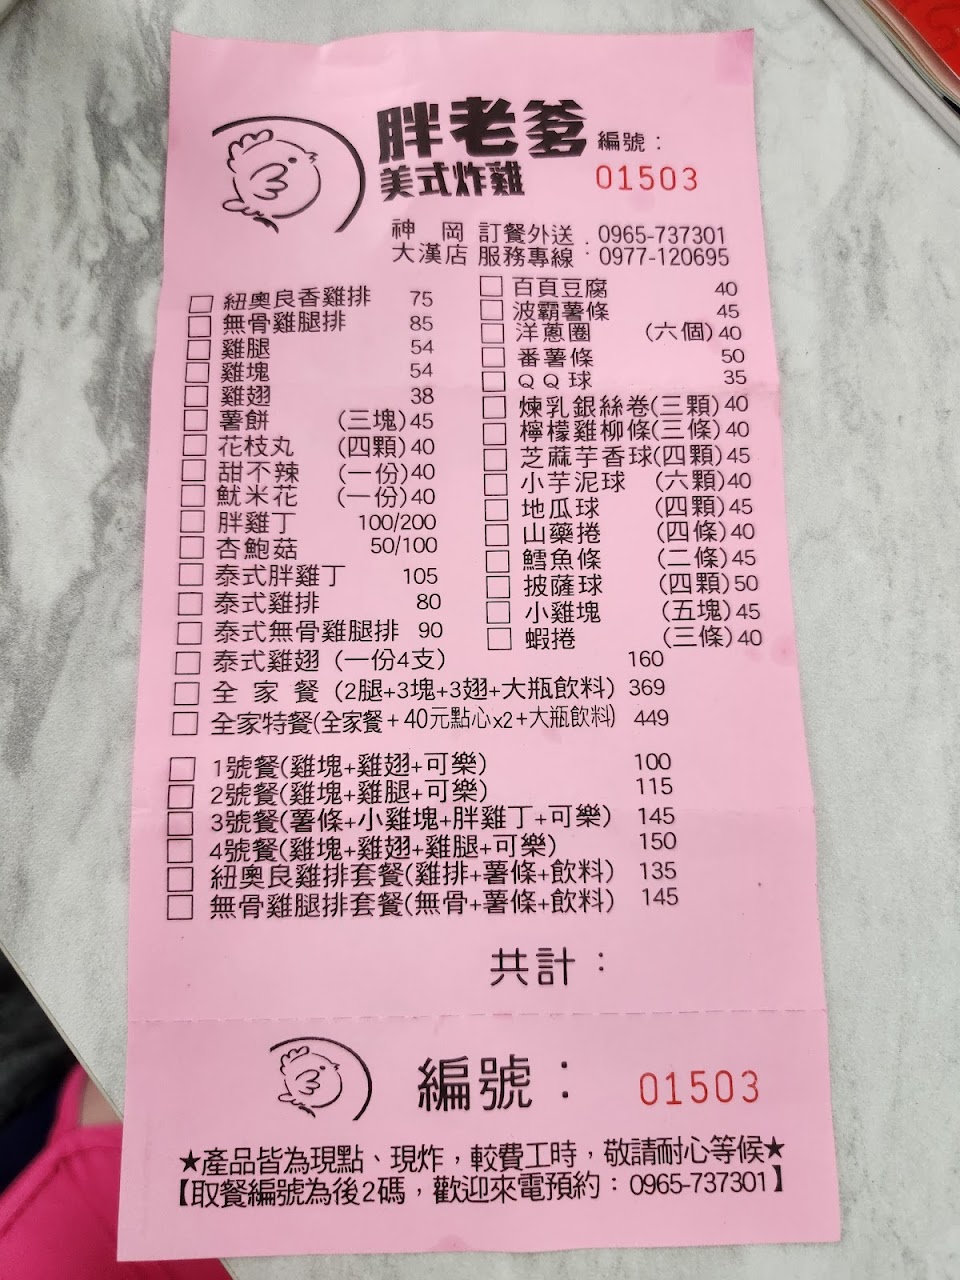 胖老爹
美式炸雞
編號：
01503
神岡 訂餐外送：0965-737301
大漢店 服務專線：0977-120695
□ 紐奧良香雞排 75
□ 無骨雞腿排 85
□ 雞腿 54
□ 雞塊 54
□ 雞翅 38
□ 薯餅 (三塊)45
□ 花枝丸 (四顆)40
□ 甜不辣 (一份)40
□ 魷米花 (一份)40
□ 胖雞丁 100/200
□ 杏鮑菇 50/100
□ 泰式胖雞丁 105
□ 泰式雞排 80
□ 泰式無骨雞腿排 90
□ 百頁豆腐 40
□ 波霸薯條 45
□ 洋蔥圈 (六個)40
□ 番薯條 50
□ QQ球 35
□ 煉乳銀絲卷(三顆)40
□ 檸檬雞柳條(三條)40
□ 芝蔴芋香球(四顆)45
□ 小芋泥球 (六顆)40
□ 地瓜球 (四顆)45
□ 山藥捲 (四條)40
□ 鱈魚條 (二條)45
□ 披薩球 (四顆)50
□ 小雞塊 (五塊)45
□ 蝦捲 (三條)40
□ 泰式雞翅（一份4支） 160
□ 全家餐（2腿+3塊+3翅+大瓶飲料）369
□ 全家特餐(全家餐+40元點心x2+大瓶飲料) 449
□ 1號餐(雞塊+雞翅+可樂) 100
□ 2號餐(雞塊+雞腿+可樂) 115
□ 3號餐(薯條+小雞塊+胖雞丁+可樂) 145
□ 4號餐(雞塊+雞翅+雞腿+可樂) 150
□ 紐奧良雞排套餐(雞排+薯條+飲料) 135
□ 無骨雞腿排套餐(無骨+薯條+飲料) 145
共計：
編號： 01503
★產品皆為現點、現炸，較費工時，敬請耐心等候★
【取餐編號為後2碼，歡迎來電預約：0965-737301】